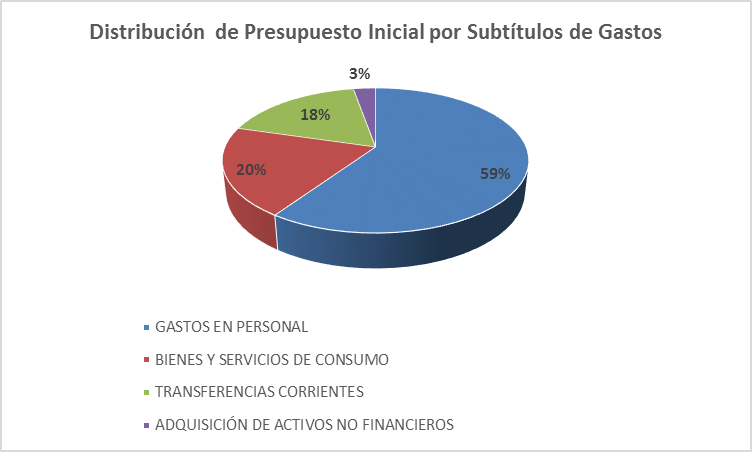 Distribución de Presupuesto Inicial por Subtítulos de Gastos
3%
18%
20%
59%
GASTOS EN PERSONAL
BIENES Y SERVICIOS DE CONSUMO
TRANSFERENCIAS CORRIENTES
ADQUISICIÓN DE ACTIVOS NO FINANCIEROS